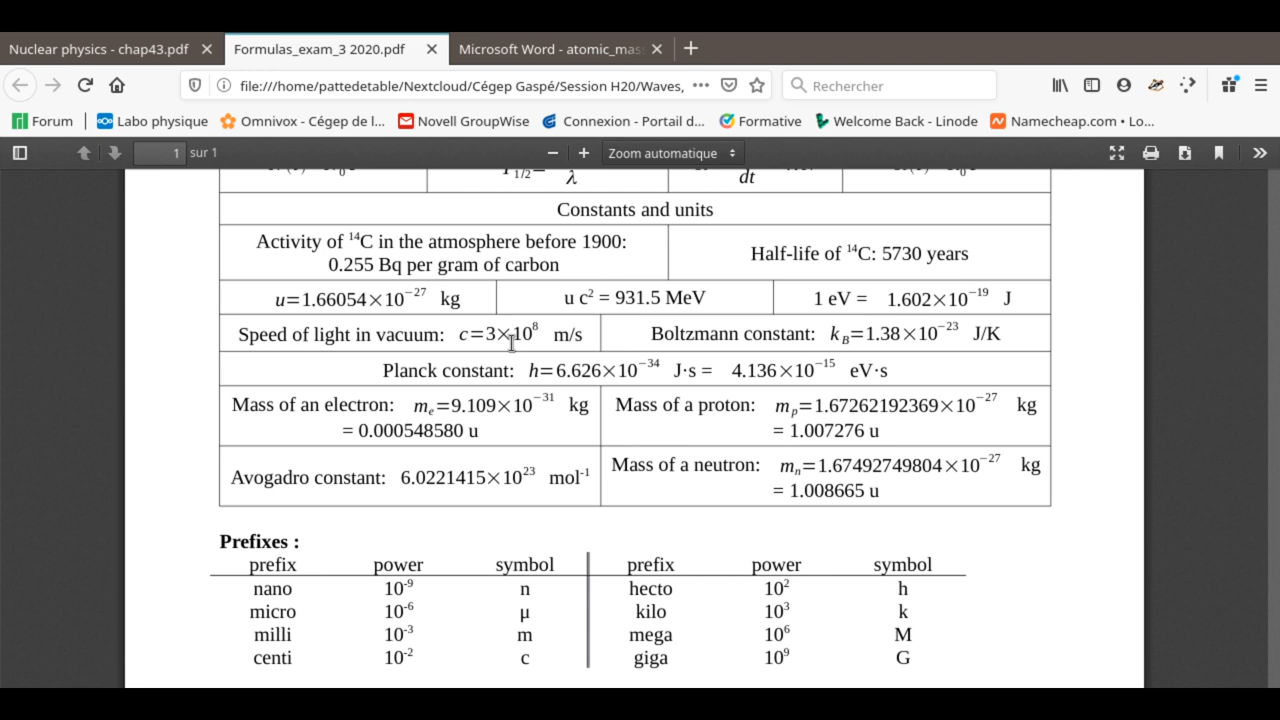 Nuclear physics - chap43.pdf
Formulas_exam_3 2020.pdf
Microsoft Word - atomic_mas
file:///home/pattedetable/Nextcloud/Cégep Gaspé/Session H20/Waves,
Rechercher
Forum
Labo physique
Omnivox - Cégep de l...
Novell GroupWise
Connexion - Portail d...
Formative
Welcome Back - Linode
Namecheap.com • Lo...
1 sur 1
Zoom automatique
T1/2= λ
dt
Constants and units
Activity of ¹⁴C in the atmosphere before 1900:
0.255 Bq per gram of carbon
Half-life of ¹⁴C: 5730 years
u=1.66054×10⁻²⁷ kg
u c² = 931.5 MeV
1 eV = 1.602×10⁻¹⁹ J
Speed of light in vacuum: c=3×10⁸ m/s
Boltzmann constant: k_B=1.38×10⁻²³ J/K
Planck constant: h=6.626×10⁻³⁴ J·s = 4.136×10⁻¹⁵ eV·s
Mass of an electron: mₑ=9.109×10⁻³¹ kg
= 0.000548580 u
Mass of a proton: mₚ=1.67262192369×10⁻²⁷ kg
= 1.007276 u
Avogadro constant: 6.0221415×10²³ mol⁻¹
Mass of a neutron: mₙ=1.67492749804×10⁻²⁷ kg
= 1.008665 u
Prefixes :
prefix power symbol prefix power symbol
nano 10⁻⁹ n hecto 10² h
micro 10⁻⁶ μ kilo 10³ k
milli 10⁻³ m mega 10⁶ M
centi 10⁻² c giga 10⁹ G